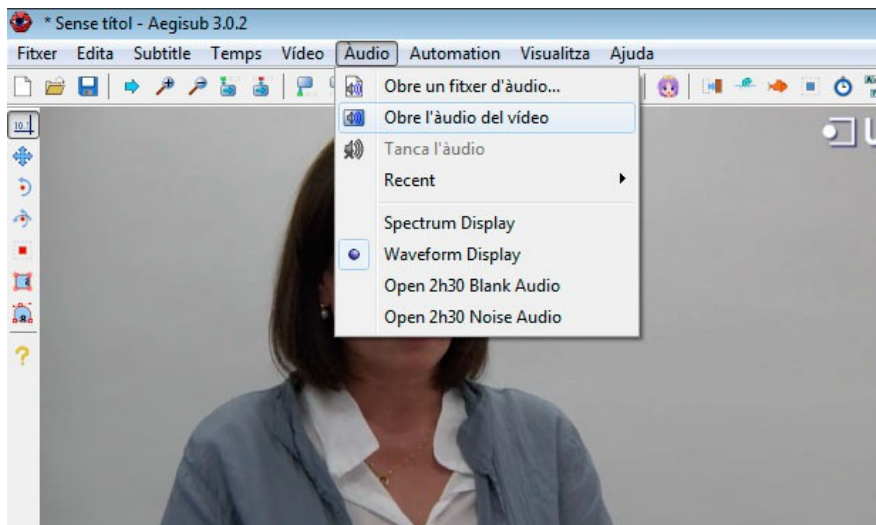 * Sense títol - Aegisub 3.0.2
Fitxer Edita Subtitle Temps Vídeo Àudio Automation Visualitza Ajuda
Obre un fitxer d'àudio...
Obre l'àudio del vídeo
Tanca l'àudio
Recent
Spectrum Display
Waveform Display
Open 2h30 Blank Audio
Open 2h30 Noise Audio